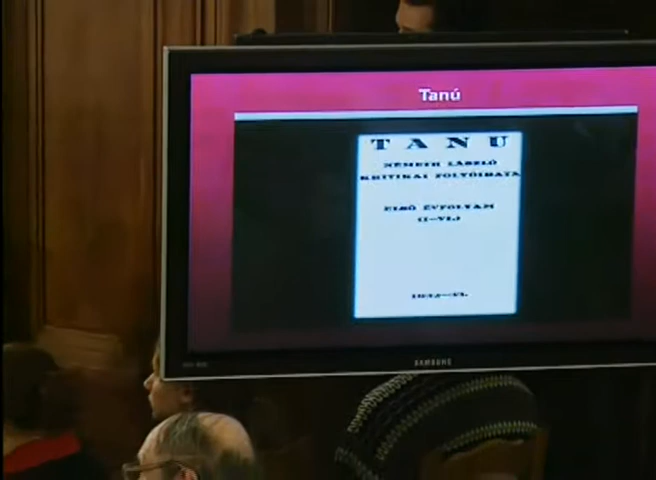 Tanú
TANU
NÉMETH LÁSZLÓ
KRITIKAI FOLYÓIRATA
ELSŐ ÉVFOLYAM
(I—VI.)
SAMSUNG